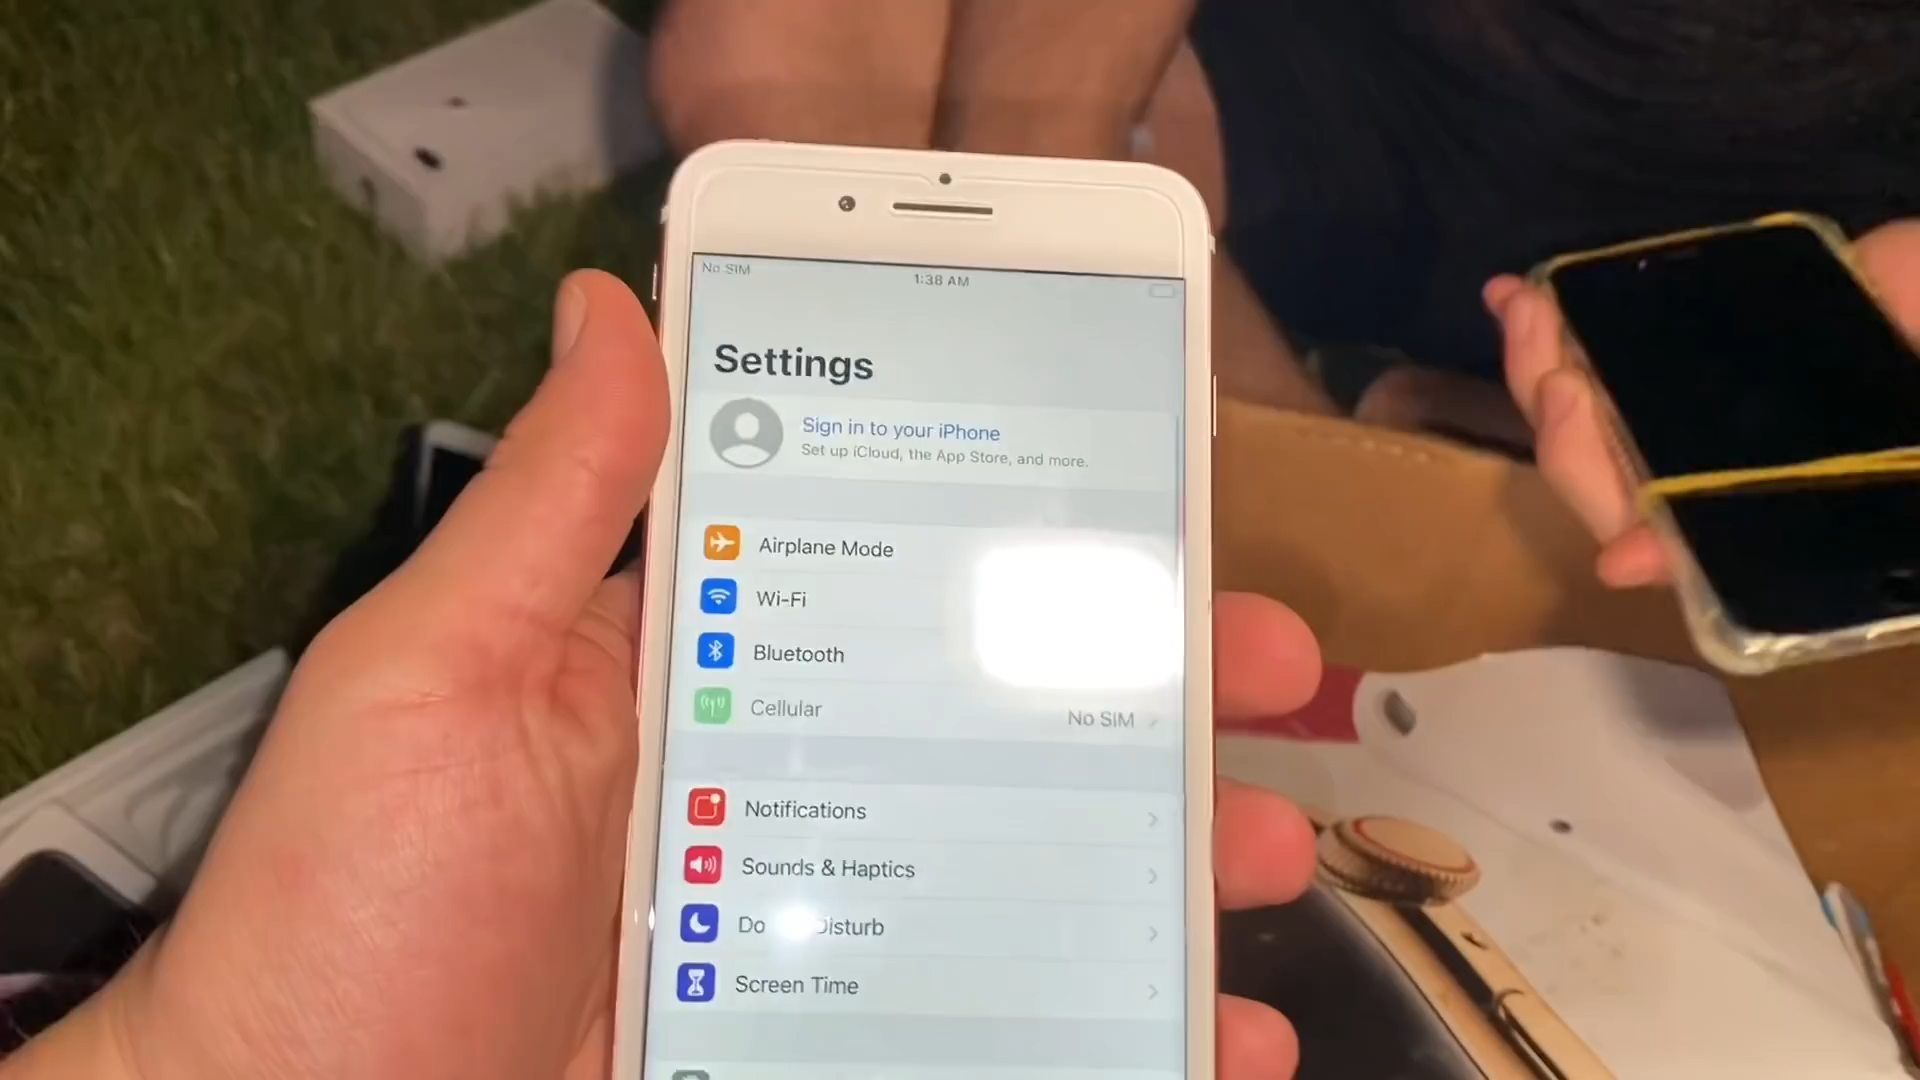 No SIM
1:38 AM
Settings
Sign in to your iPhone
Set up iCloud, the App Store, and more.
Airplane Mode
Wi-Fi
Bluetooth
Cellular
No SIM
Notifications
Sounds & Haptics
Do Disturb
Screen Time